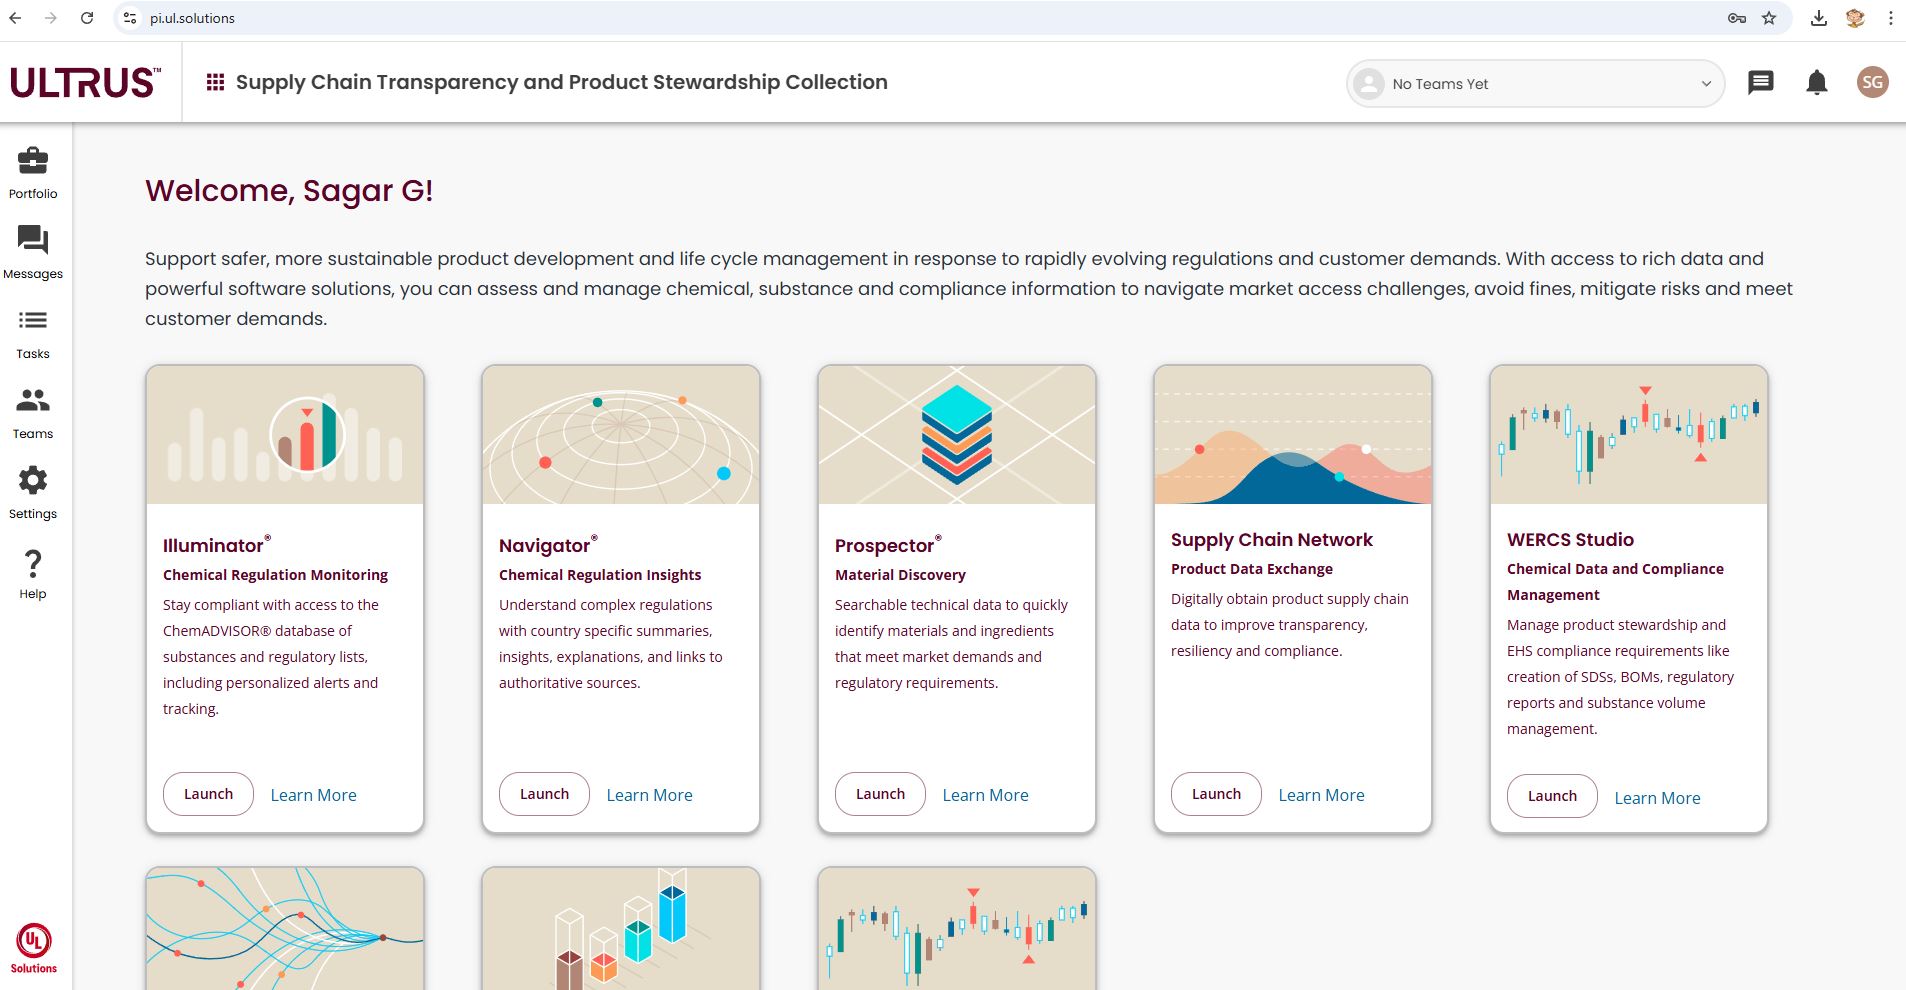 pi.ul.solutions
ULTRUS™
Supply Chain Transparency and Product Stewardship Collection
No Teams Yet
SG
Portfolio
Messages
Tasks
Teams
Settings
Help
UL
Solutions
Welcome, Sagar G!
Support safer, more sustainable product development and life cycle management in response to rapidly evolving regulations and customer demands. With access to rich data and
powerful software solutions, you can assess and manage chemical, substance and compliance information to navigate market access challenges, avoid fines, mitigate risks and meet
customer demands.
Illuminator®
Chemical Regulation Monitoring
Stay compliant with access to the
ChemADVISOR® database of
substances and regulatory lists,
including personalized alerts and
tracking.
Launch
Learn More
Navigator®
Chemical Regulation Insights
Understand complex regulations
with country specific summaries,
insights, explanations, and links to
authoritative sources.
Launch
Learn More
Prospector®
Material Discovery
Searchable technical data to quickly
identify materials and ingredients
that meet market demands and
regulatory requirements.
Launch
Learn More
Supply Chain Network
Product Data Exchange
Digitally obtain product supply chain
data to improve transparency,
resiliency and compliance.
Launch
Learn More
WERCS Studio
Chemical Data and Compliance
Management
Manage product stewardship and
EHS compliance requirements like
creation of SDSs, BOMs, regulatory
reports and substance volume
management.
Launch
Learn More